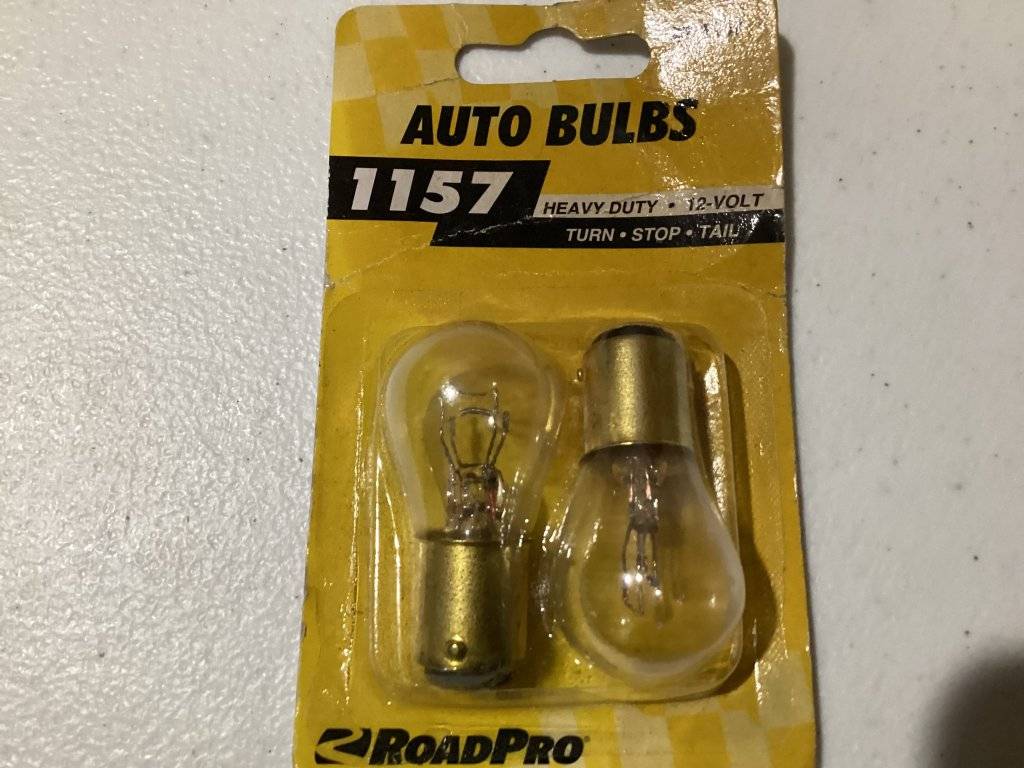 AUTO BULBS
1157
HEAVY DUTY • 12-VOLT
TURN • STOP • TAIL
ROADPRO®